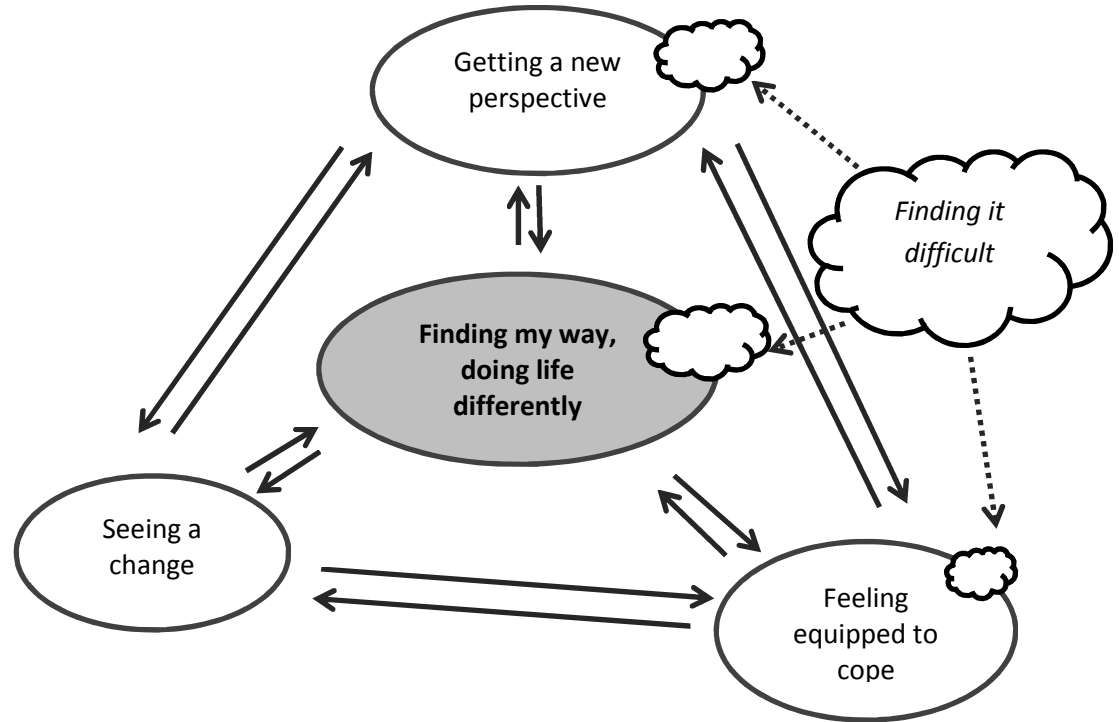 Getting a new
perspective
Finding it
difficult
Finding my way,
doing life
differently
Seeing a
change
Feeling
equipped to
cope